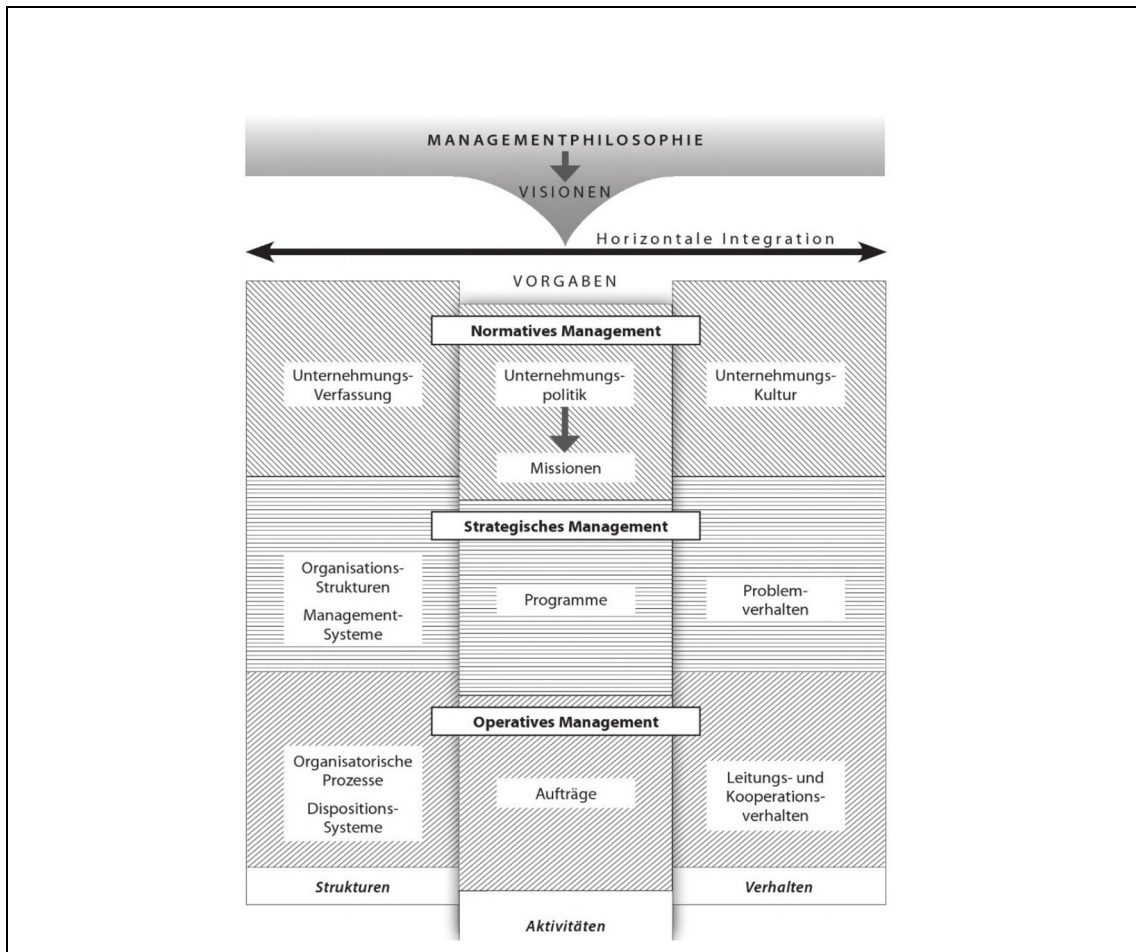 MANAGEMENTPHILOSOPHIE
VISIONEN
Horizontale Integration
VORGABEN
Normatives Management
Unternehmungs-
Verfassung
Unternehmungs-
politik
Unternehmungs-
Kultur
Missionen
Strategisches Management
Organisations-
Strukturen
Management-
Systeme
Programme
Problem-
verhalten
Operatives Management
Organisatorische
Prozesse
Dispositions-
Systeme
Aufträge
Leitungs- und
Kooperations-
verhalten
Strukturen
Aktivitäten
Verhalten